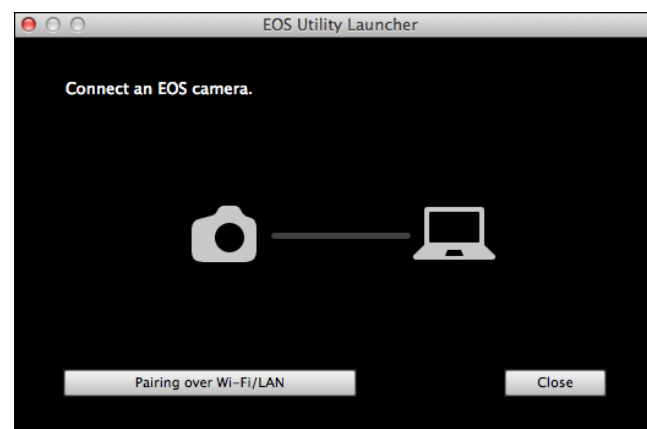 EOS Utility Launcher
Connect an EOS camera.
Pairing over Wi-Fi/LAN
Close